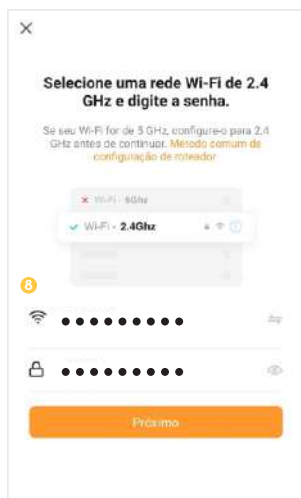 Selecione uma rede Wi-Fi de 2.4
GHz e digite a senha.
Se seu Wi-Fi for de 5 GHz, configure-o para 2,4
GHz antes de continuar. Método comum de
configuração de roteador
Wi-Fi - 5Ghz
Wi-Fi - 2.4Ghz
8
Próximo